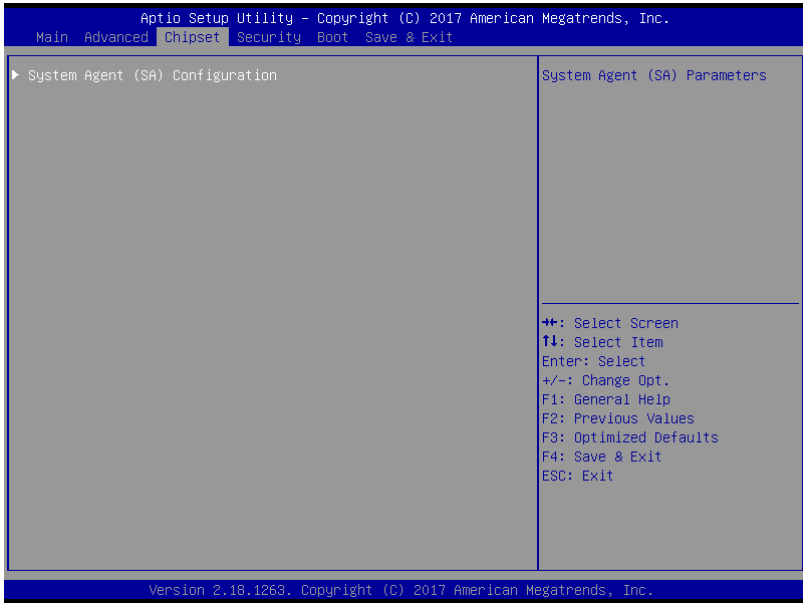 Aptio Setup Utility – Copyright (C) 2017 American Megatrends, Inc.
Main Advanced Chipset Security Boot Save & Exit
▶ System Agent (SA) Configuration
System Agent (SA) Parameters
→←: Select Screen
↑↓: Select Item
Enter: Select
+/-: Change Opt.
F1: General Help
F2: Previous Values
F3: Optimized Defaults
F4: Save & Exit
ESC: Exit
Version 2.18.1263. Copyright (C) 2017 American Megatrends, Inc.